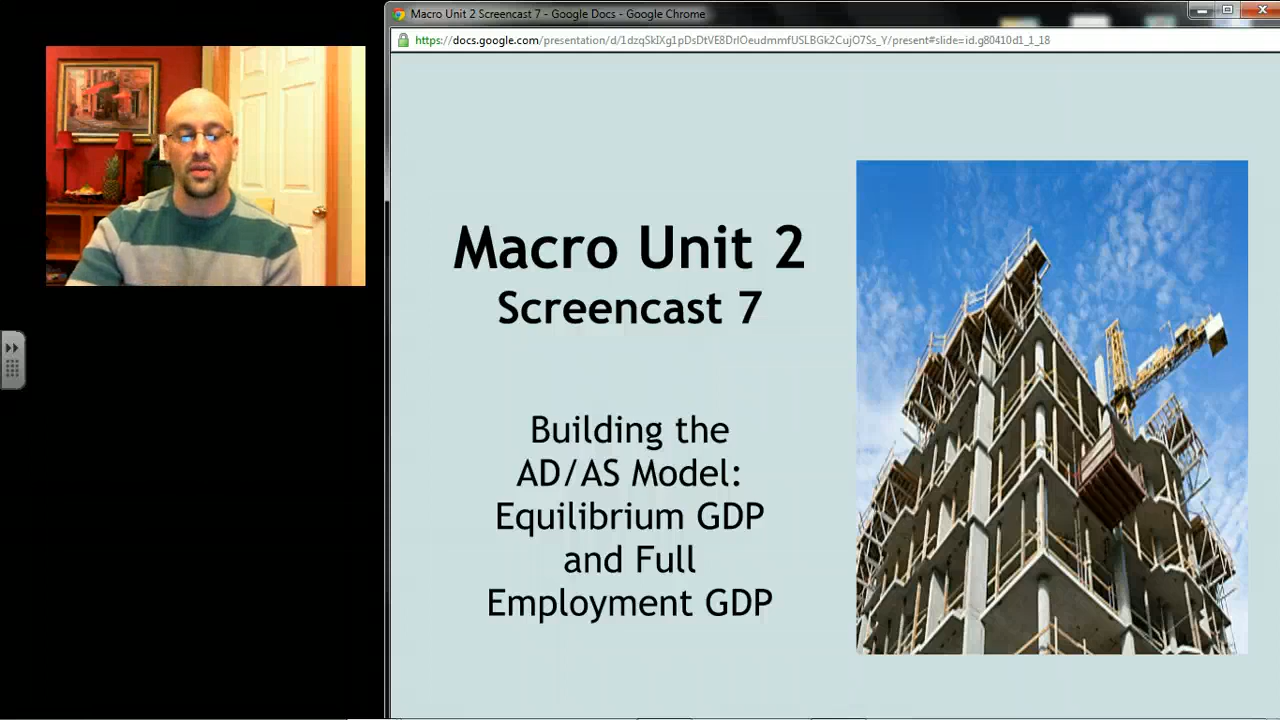 Macro Unit 2 Screencast 7 - Google Docs - Google Chrome
https://docs.google.com/presentation/d/1dzqSkIXg1pDsDtVE8DrIOeudmmfUSLBGk2CujO7Ss_Y/present#slide=id.g80410d1_1_18
Macro Unit 2
Screencast 7
Building the
AD/AS Model:
Equilibrium GDP
and Full
Employment GDP